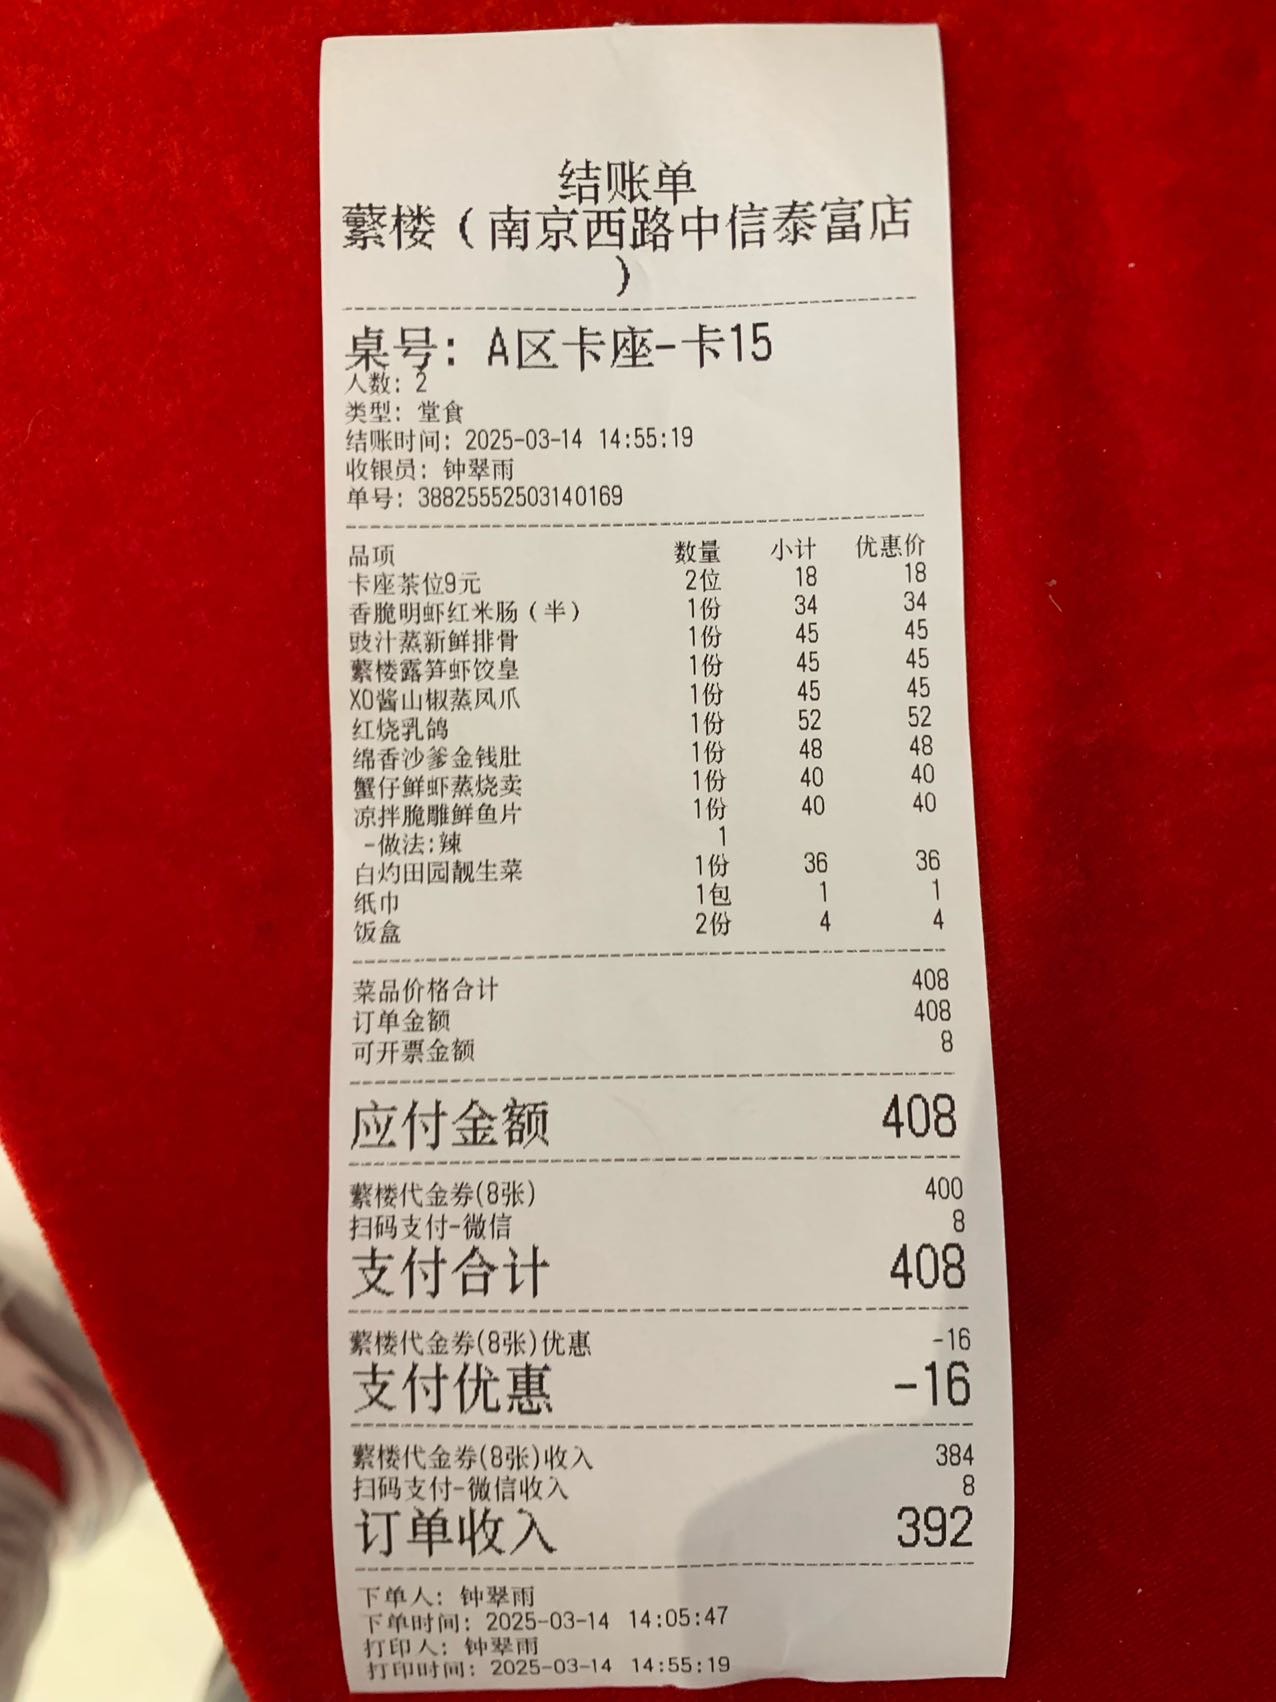 结账单
蘩楼（南京西路中信泰富店
）
桌号：A区卡座-卡15
人数：2
类型：堂食
结账时间：2025-03-14 14:55:19
收银员：钟翠雨
单号：38825552503140169
品项 数量 小计 优惠价
卡座茶位9元 2位 18 18
香脆明虾红米肠（半） 1份 34 34
豉汁蒸新鲜排骨 1份 45 45
蘩楼露笋虾饺皇 1份 45 45
XO酱山椒蒸凤爪 1份 45 45
红烧乳鸽 1份 52 52
绵香沙爹金钱肚 1份 48 48
蟹仔鲜虾蒸烧卖 1份 40 40
凉拌脆雕鲜鱼片 1份 40 40
-做法:辣 1
白灼田园靓生菜 1份 36 36
纸巾 1包 1 1
饭盒 2份 4 4
菜品价格合计 408
订单金额 408
可开票金额 8
应付金额 408
蘩楼代金券(8张) 400
扫码支付-微信 8
支付合计 408
蘩楼代金券(8张)优惠 -16
支付优惠 -16
蘩楼代金券(8张)收入 384
扫码支付-微信收入 8
订单收入 392
下单人：钟翠雨
下单时间：2025-03-14 14:05:47
打印人：钟翠雨
打印时间：2025-03-14 14:55:19